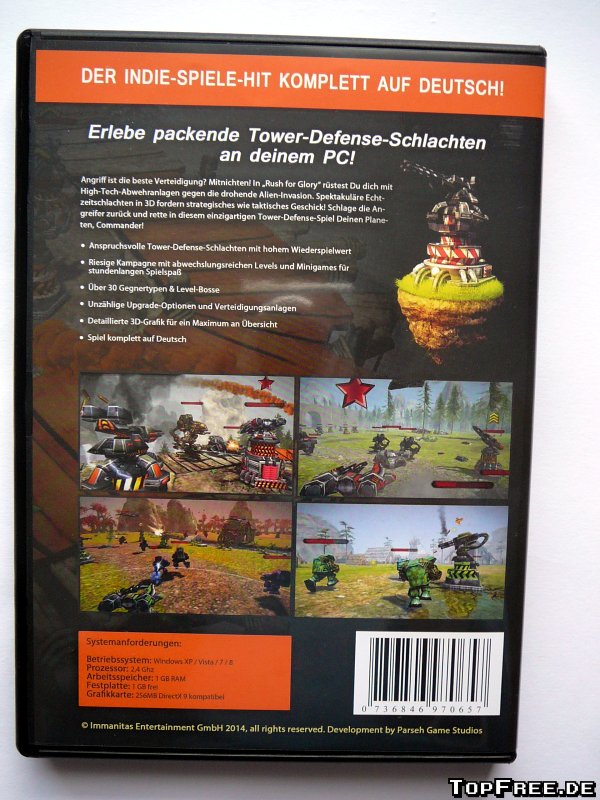 DER INDIE-SPIELE-HIT KOMPLETT AUF DEUTSCH!
Erlebe packende Tower-Defense-Schlachten
an deinem PC!
Angriff ist die beste Verteidigung? Mitnichten! In „Rush for Glory" rüstest Du dich mit
High-Tech-Abwehranlagen gegen die drohende Alien-Invasion. Spektakuläre Echt-
zeitschlachten in 3D fordern strategisches wie taktisches Geschick! Schlage die An-
greifer zurück und rette in diesem einzigartigen Tower-Defense-Spiel Deinen Plane-
ten, Commander!
• Anspruchsvolle Tower-Defense-Schlachten mit hohem Wiederspielwert
• Riesige Kampagne mit abwechslungsreichen Levels und Minigames für
stundenlangen Spielspaß
• Über 30 Gegnertypen & Level-Bosse
• Unzählige Upgrade-Optionen und Verteidigungsanlagen
• Detaillierte 3D-Grafik für ein Maximum an Übersicht
• Spiel komplett auf Deutsch
Systemanforderungen:
Betriebssystem: Windows XP / Vista / 7 / 8
Prozessor: 2,4 Ghz
Arbeitsspeicher: 1 GB RAM
Festplatte: 1 GB frei
Grafikkarte: 256MB DirectX 9 kompatibel
0 736846 970657
© Immanitas Entertainment GmbH 2014, all rights reserved. Development by Parseh Game Studios
TopFree.de